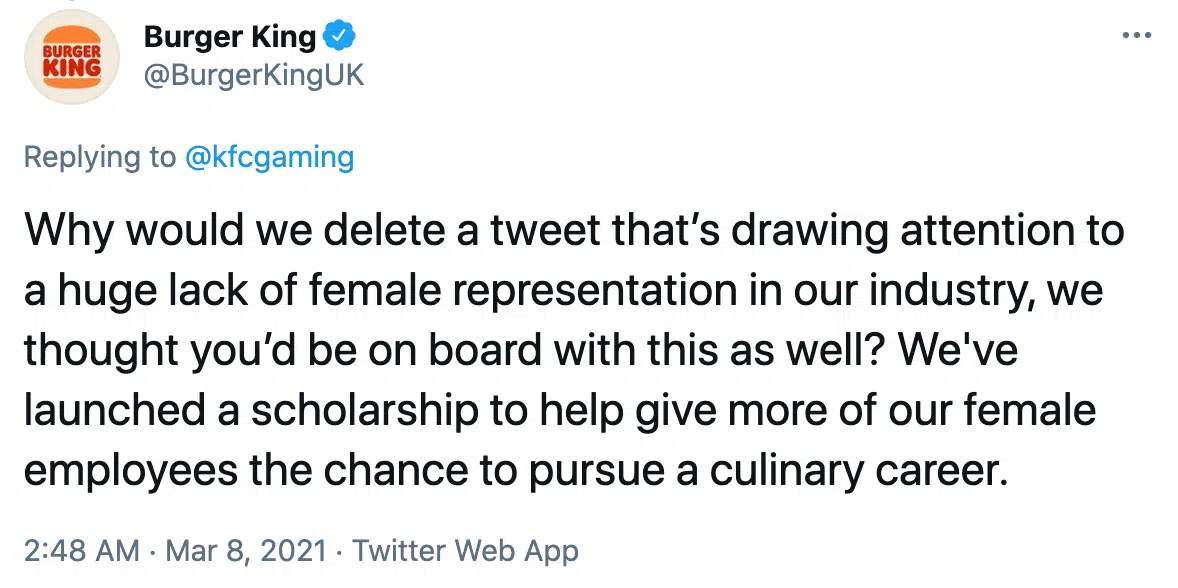 BURGER
KING
Burger King
@BurgerKingUK
Replying to @kfcgaming
Why would we delete a tweet that’s drawing attention to
a huge lack of female representation in our industry, we
thought you’d be on board with this as well? We've
launched a scholarship to help give more of our female
employees the chance to pursue a culinary career.
2:48 AM · Mar 8, 2021 · Twitter Web App